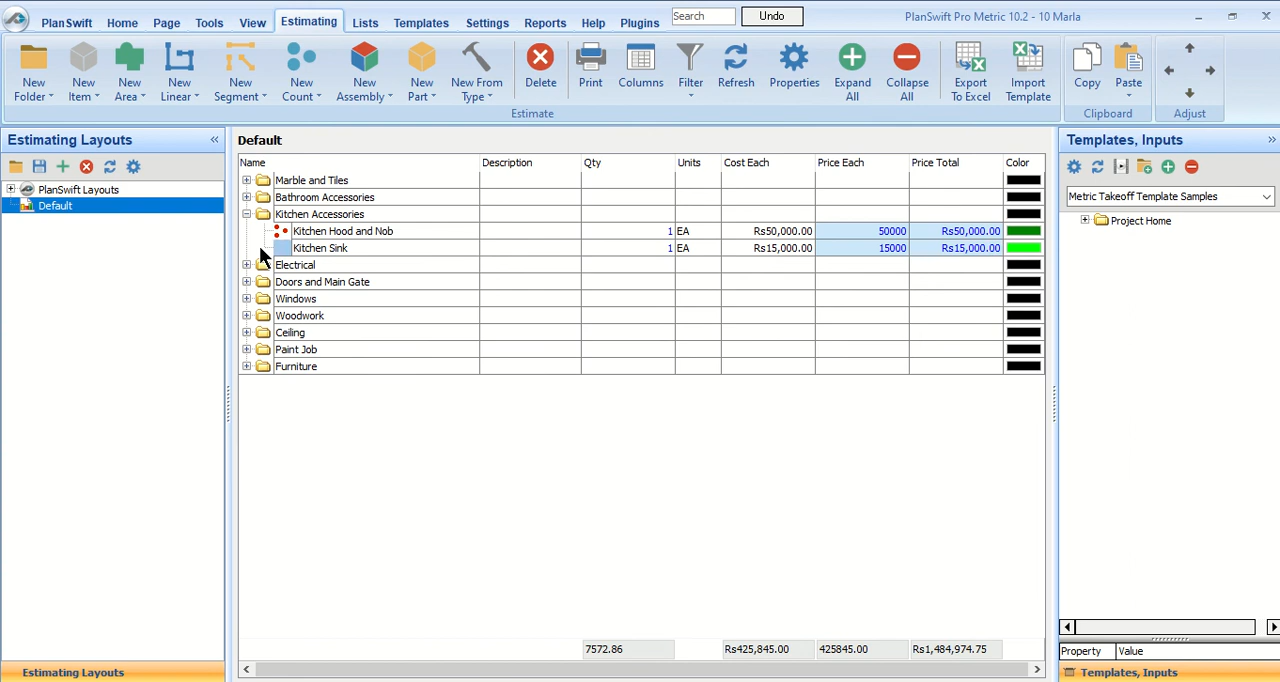 PlanSwift Home Page Tools View Estimating Lists Templates Settings Reports Help Plugins Search Undo PlanSwift Pro Metric 10.2 - 10 Marla
New Folder New Item New Area New Linear New Segment New Count New Assembly New Part New From Type Delete Print Columns Filter Refresh Properties Expand All Collapse All Export To Excel Import Template Copy Paste
Estimate Clipboard Adjust
Estimating Layouts Default Templates, Inputs
Name Description Qty Units Cost Each Price Each Price Total Color
PlanSwift Layouts
Default
Marble and Tiles
Bathroom Accessories
Kitchen Accessories
Kitchen Hood and Nob 1 EA Rs50,000.00 50000 Rs50,000.00
Kitchen Sink 1 EA Rs15,000.00 15000 Rs15,000.00
Electrical
Doors and Main Gate
Windows
Woodwork
Ceiling
Paint Job
Furniture
7572.86 Rs425,845.00 425845.00 Rs1,484,974.75
Metric Takeoff Template Samples
Project Home
Property Value
Estimating Layouts Templates, Inputs